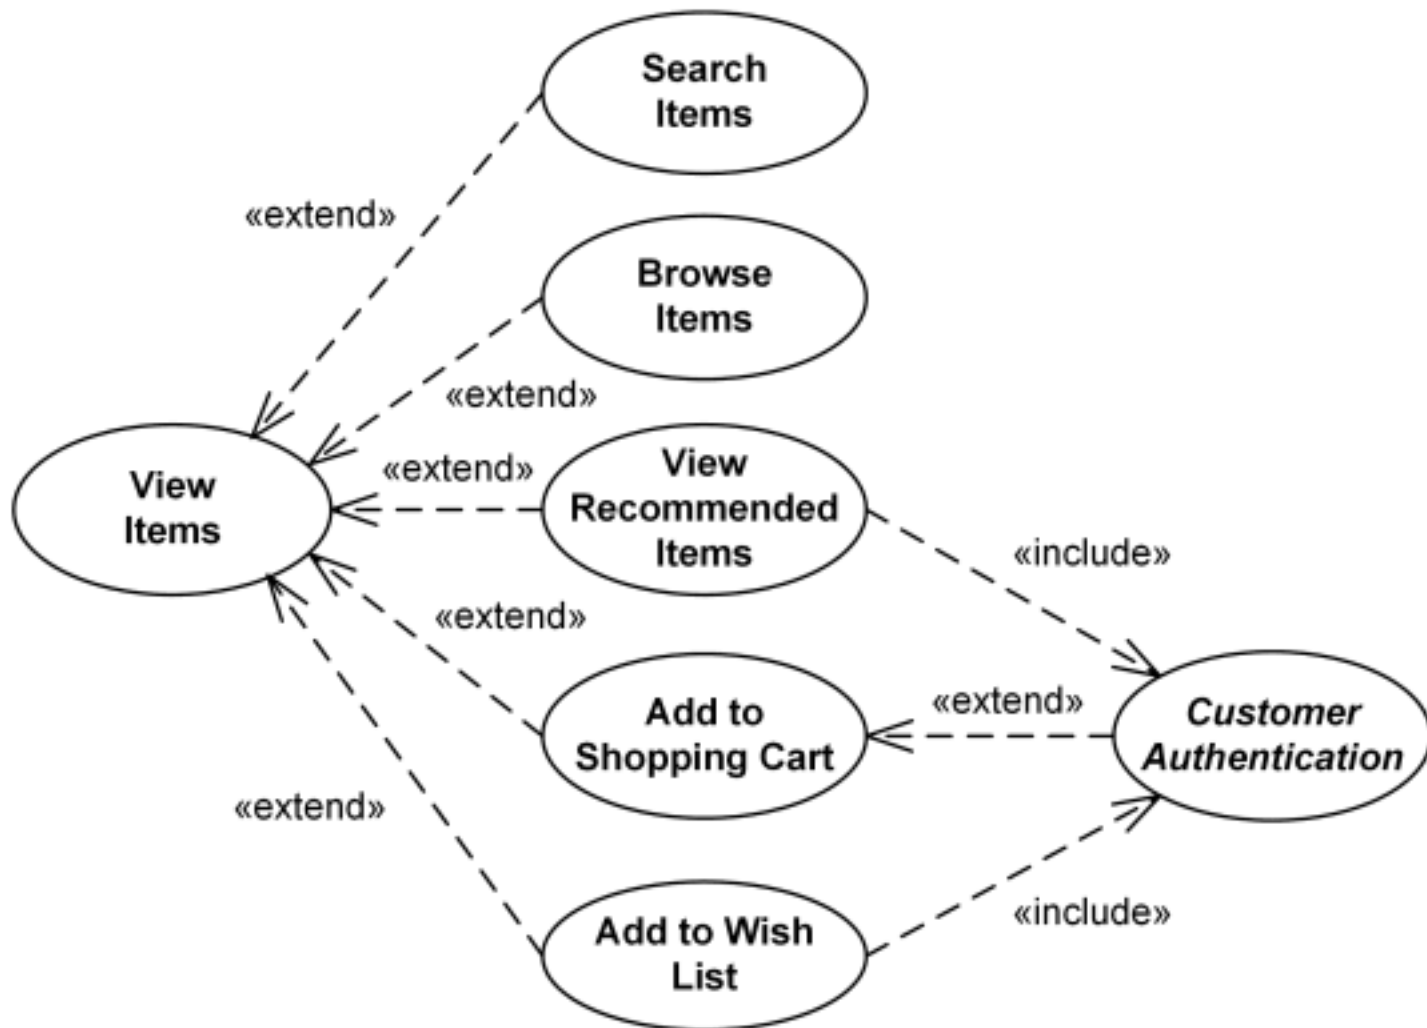 Search
Items
«extend»
Browse
Items
«extend»
View
Items
«extend»
View
Recommended
Items
«include»
«extend»
Add to
Shopping Cart
«extend»
Customer
Authentication
«extend»
Add to Wish
List
«include»